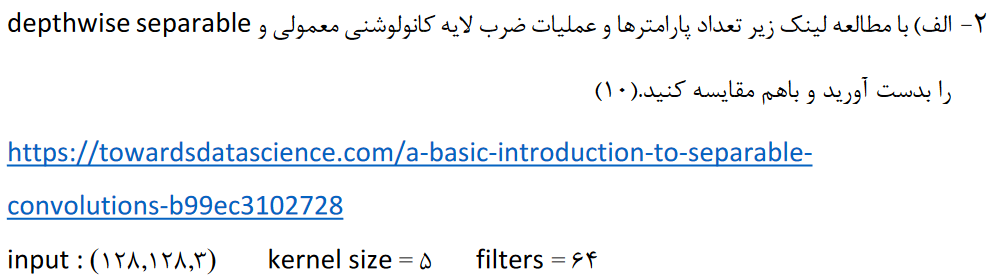 ۲- الف) با مطالعه لینک زیر تعداد پارامترها و عملیات ضرب لایه کانولوشنی معمولی و depthwise separable
را بدست آورید و باهم مقایسه کنید.(۱۰)
https://towardsdatascience.com/a-basic-introduction-to-separable-
convolutions-b99ec3102728
input : (۱۲۸,۱۲۸,۳) kernel size = ۵ filters = ۶۴